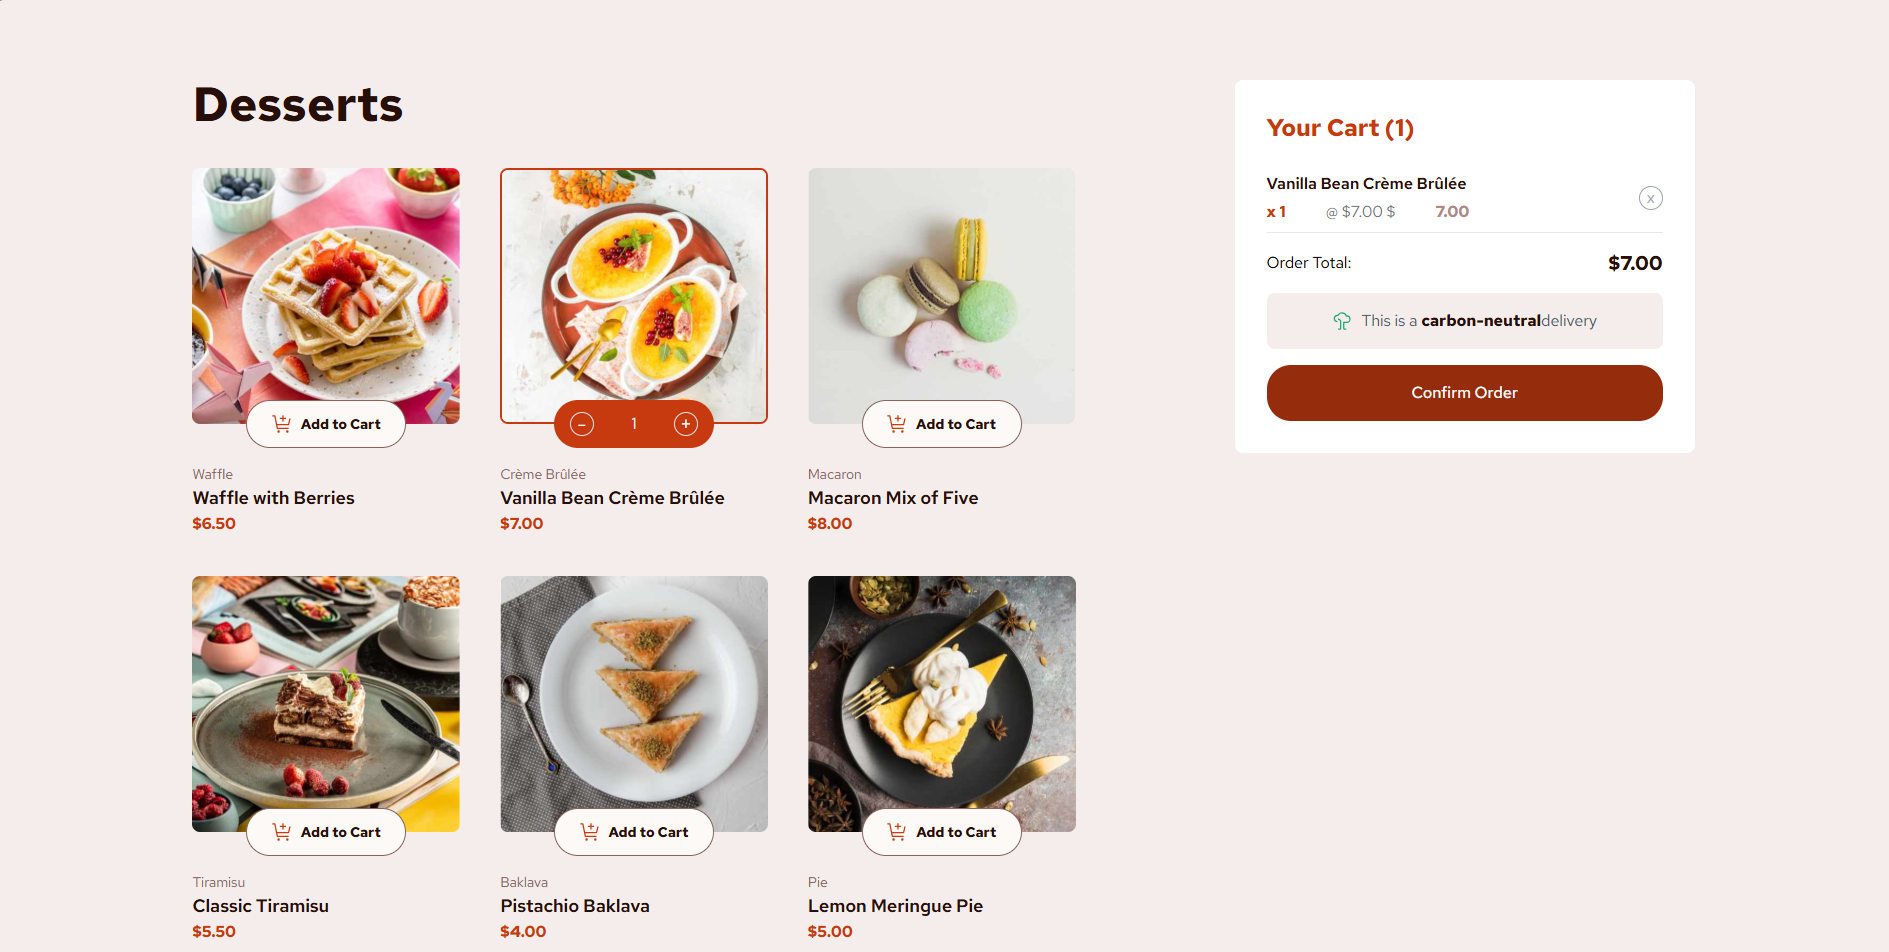 Desserts
Add to Cart
Waffle
Waffle with Berries
$6.50
− 1 +
Crème Brûlée
Vanilla Bean Crème Brûlée
$7.00
Add to Cart
Macaron
Macaron Mix of Five
$8.00
Add to Cart
Tiramisu
Classic Tiramisu
$5.50
Add to Cart
Baklava
Pistachio Baklava
$4.00
Add to Cart
Pie
Lemon Meringue Pie
$5.00
Your Cart (1)
Vanilla Bean Crème Brûlée
x 1 @ $7.00 $ 7.00
x
Order Total: $7.00
This is a carbon-neutraldelivery
Confirm Order